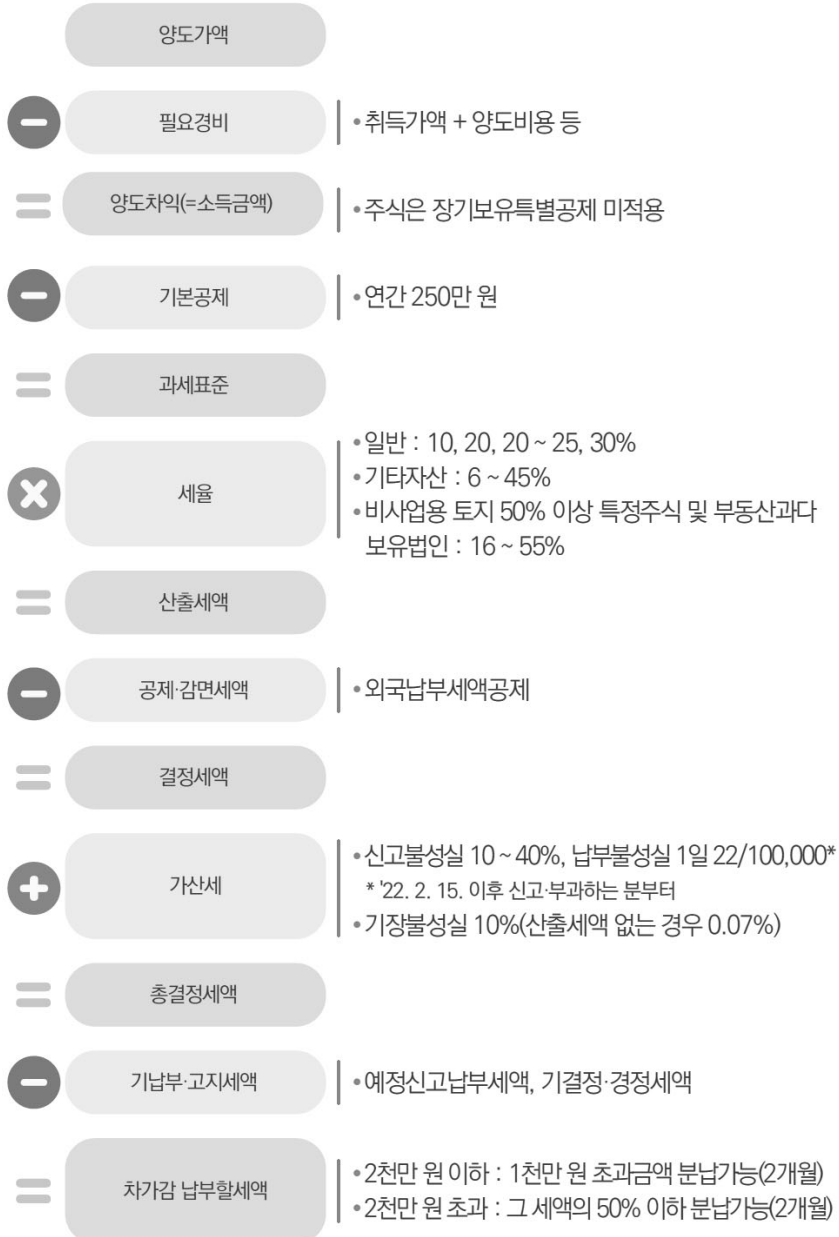 양도가액
필요경비
•취득가액 + 양도비용 등
양도차익(=소득금액)
•주식은 장기보유특별공제 미적용
기본공제
•연간 250만 원
과세표준
세율
•일반 : 10, 20, 20 ~ 25, 30%
•기타자산 : 6 ~ 45%
•비사업용 토지 50% 이상 특정주식 및 부동산과다
보유법인 : 16 ~ 55%
산출세액
공제·감면세액
•외국납부세액공제
결정세액
가산세
•신고불성실 10 ~ 40%, 납부불성실 1일 22/100,000*
* '22. 2. 15. 이후 신고·부과하는 분부터
•기장불성실 10%(산출세액 없는 경우 0.07%)
총결정세액
기납부·고지세액
•예정신고납부세액, 기결정·경정세액
차가감 납부할세액
•2천만 원 이하 : 1천만 원 초과금액 분납가능(2개월)
•2천만 원 초과 : 그 세액의 50% 이하 분납가능(2개월)